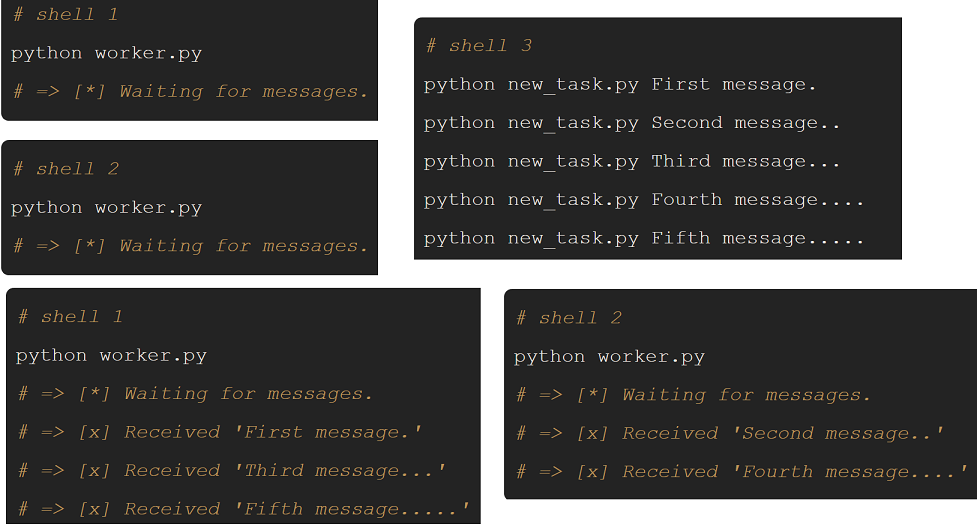 # shell 1
python worker.py
# => [*] Waiting for messages.
# shell 2
python worker.py
# => [*] Waiting for messages.
# shell 3
python new_task.py First message.
python new_task.py Second message..
python new_task.py Third message...
python new_task.py Fourth message....
python new_task.py Fifth message.....
# shell 1
python worker.py
# => [*] Waiting for messages.
# => [x] Received 'First message.'
# => [x] Received 'Third message...'
# => [x] Received 'Fifth message.....'
# shell 2
python worker.py
# => [*] Waiting for messages.
# => [x] Received 'Second message..'
# => [x] Received 'Fourth message....'